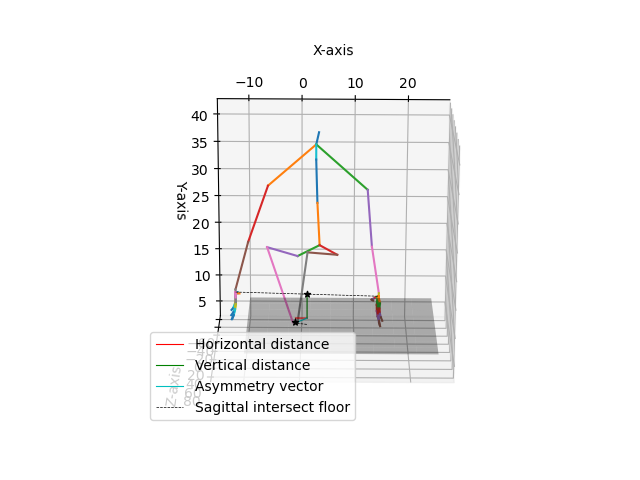 X-axis
−10 0 10 20
40
35
30
25
20
15
10
5
Y-axis
Z-axis
Horizontal distance
Vertical distance
Asymmetry vector
Sagittal intersect floor